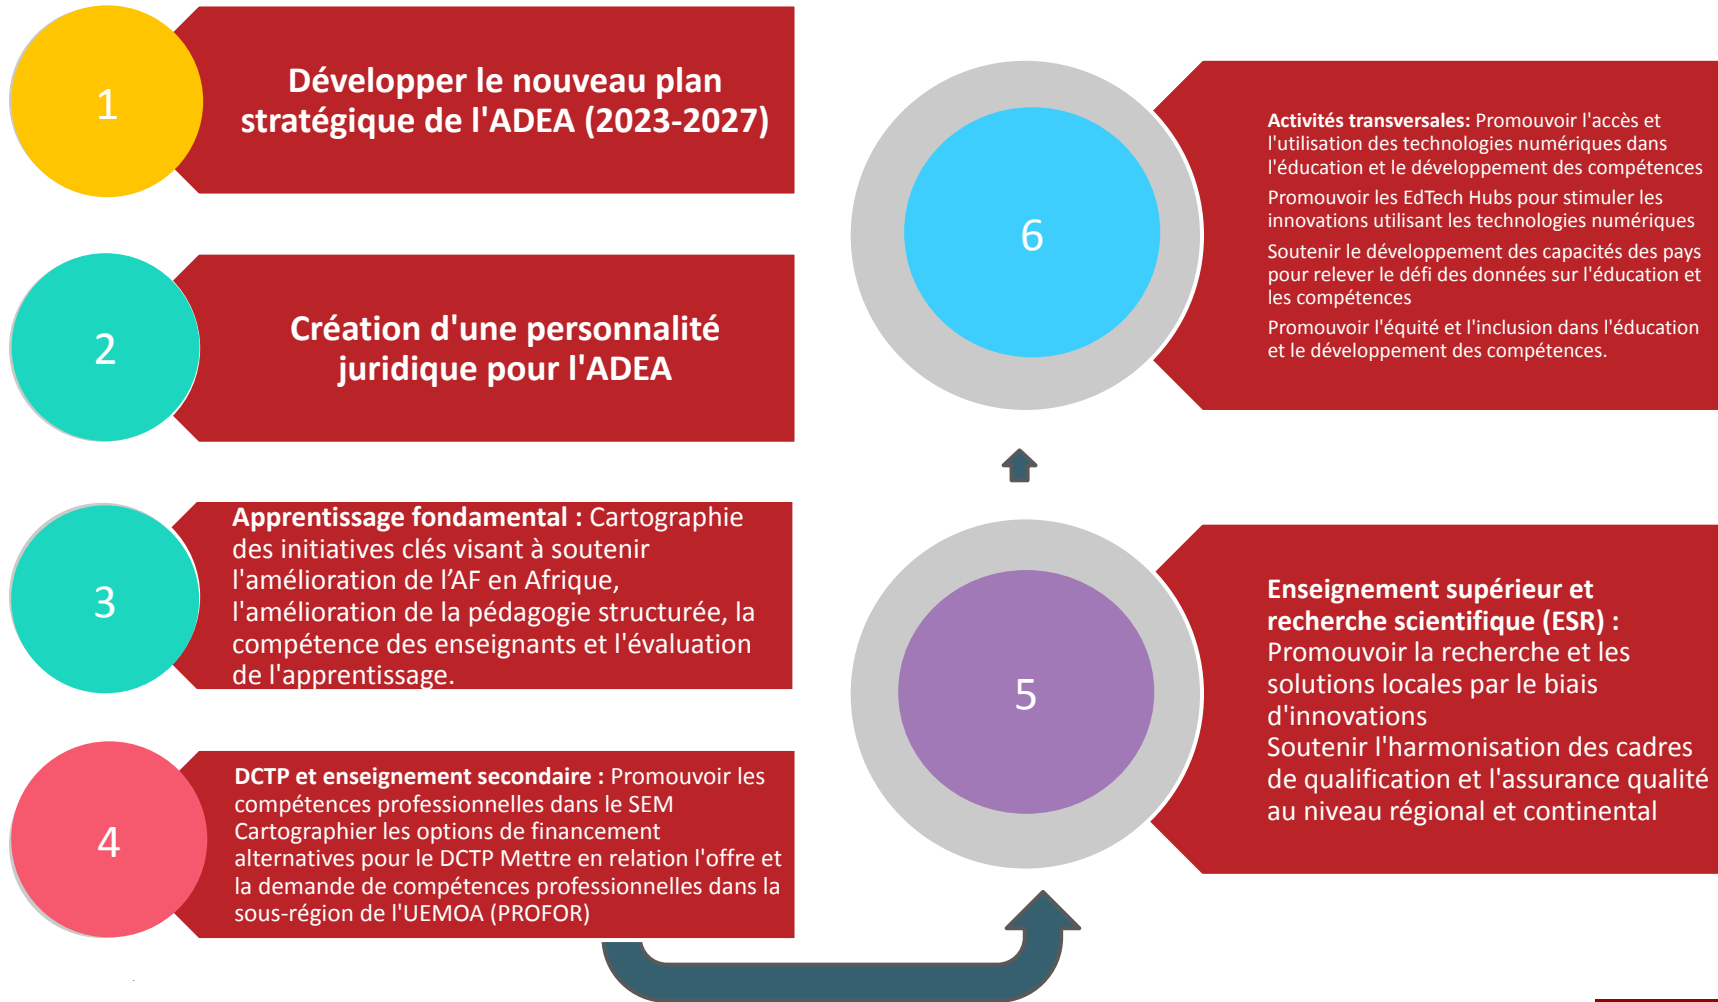 1
Développer le nouveau plan
stratégique de l'ADEA (2023-2027)
2
Création d'une personnalité
juridique pour l'ADEA
3
Apprentissage fondamental : Cartographie
des initiatives clés visant à soutenir
l'amélioration de l’AF en Afrique,
l'amélioration de la pédagogie structurée, la
compétence des enseignants et l'évaluation
de l'apprentissage.
4
DCTP et enseignement secondaire : Promouvoir les
compétences professionnelles dans le SEM
Cartographier les options de financement
alternatives pour le DCTP Mettre en relation l'offre et
la demande de compétences professionnelles dans la
sous-région de l'UEMOA (PROFOR)
5
Enseignement supérieur et
recherche scientifique (ESR) :
Promouvoir la recherche et les
solutions locales par le biais
d'innovations
Soutenir l'harmonisation des cadres
de qualification et l'assurance qualité
au niveau régional et continental
6
Activités transversales: Promouvoir l'accès et
l'utilisation des technologies numériques dans
l'éducation et le développement des compétences
Promouvoir les EdTech Hubs pour stimuler les
innovations utilisant les technologies numériques
Soutenir le développement des capacités des pays
pour relever le défi des données sur l'éducation et
les compétences
Promouvoir l'équité et l'inclusion dans l'éducation
et le développement des compétences.